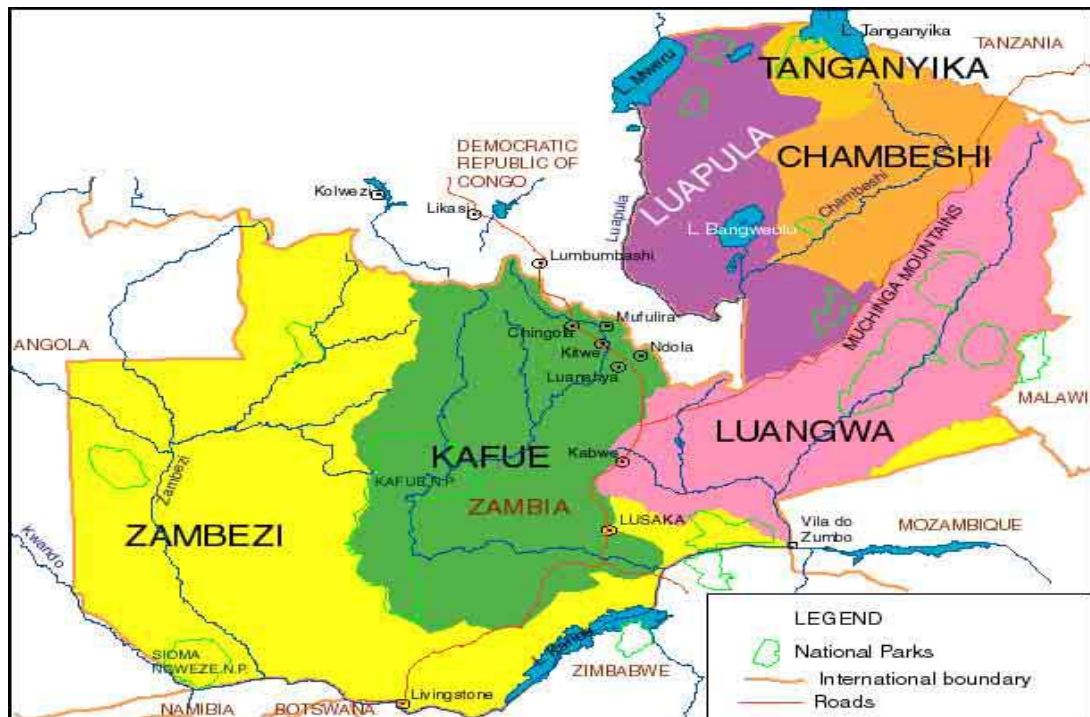 L. Tanganyika
TANZANIA
L. Mweru
TANGANYIKA
DEMOCRATIC
REPUBLIC OF
CONGO
LUAPULA
CHAMBESHI
Kolwezi
Likasi
Luapula
Chambeshi
L. Bangweulu
Lumbumbashi
MUCHINGA MOUNTAINS
Mufulira
Chingola
ANGOLA
Kitwe
Ndola
Luanshya
MALAWI
LUANGWA
KAFUE
Kabwe
Zambezi
KAFUE N.P.
ZAMBIA
LUSAKA
Vila do
Zumbo
MOZAMBIQUE
ZAMBEZI
Kwando
LEGEND
National Parks
International boundary
Roads
SIOMA
NGWEZE N.P.
ZIMBABWE
Livingstone
NAMIBIA
BOTSWANA